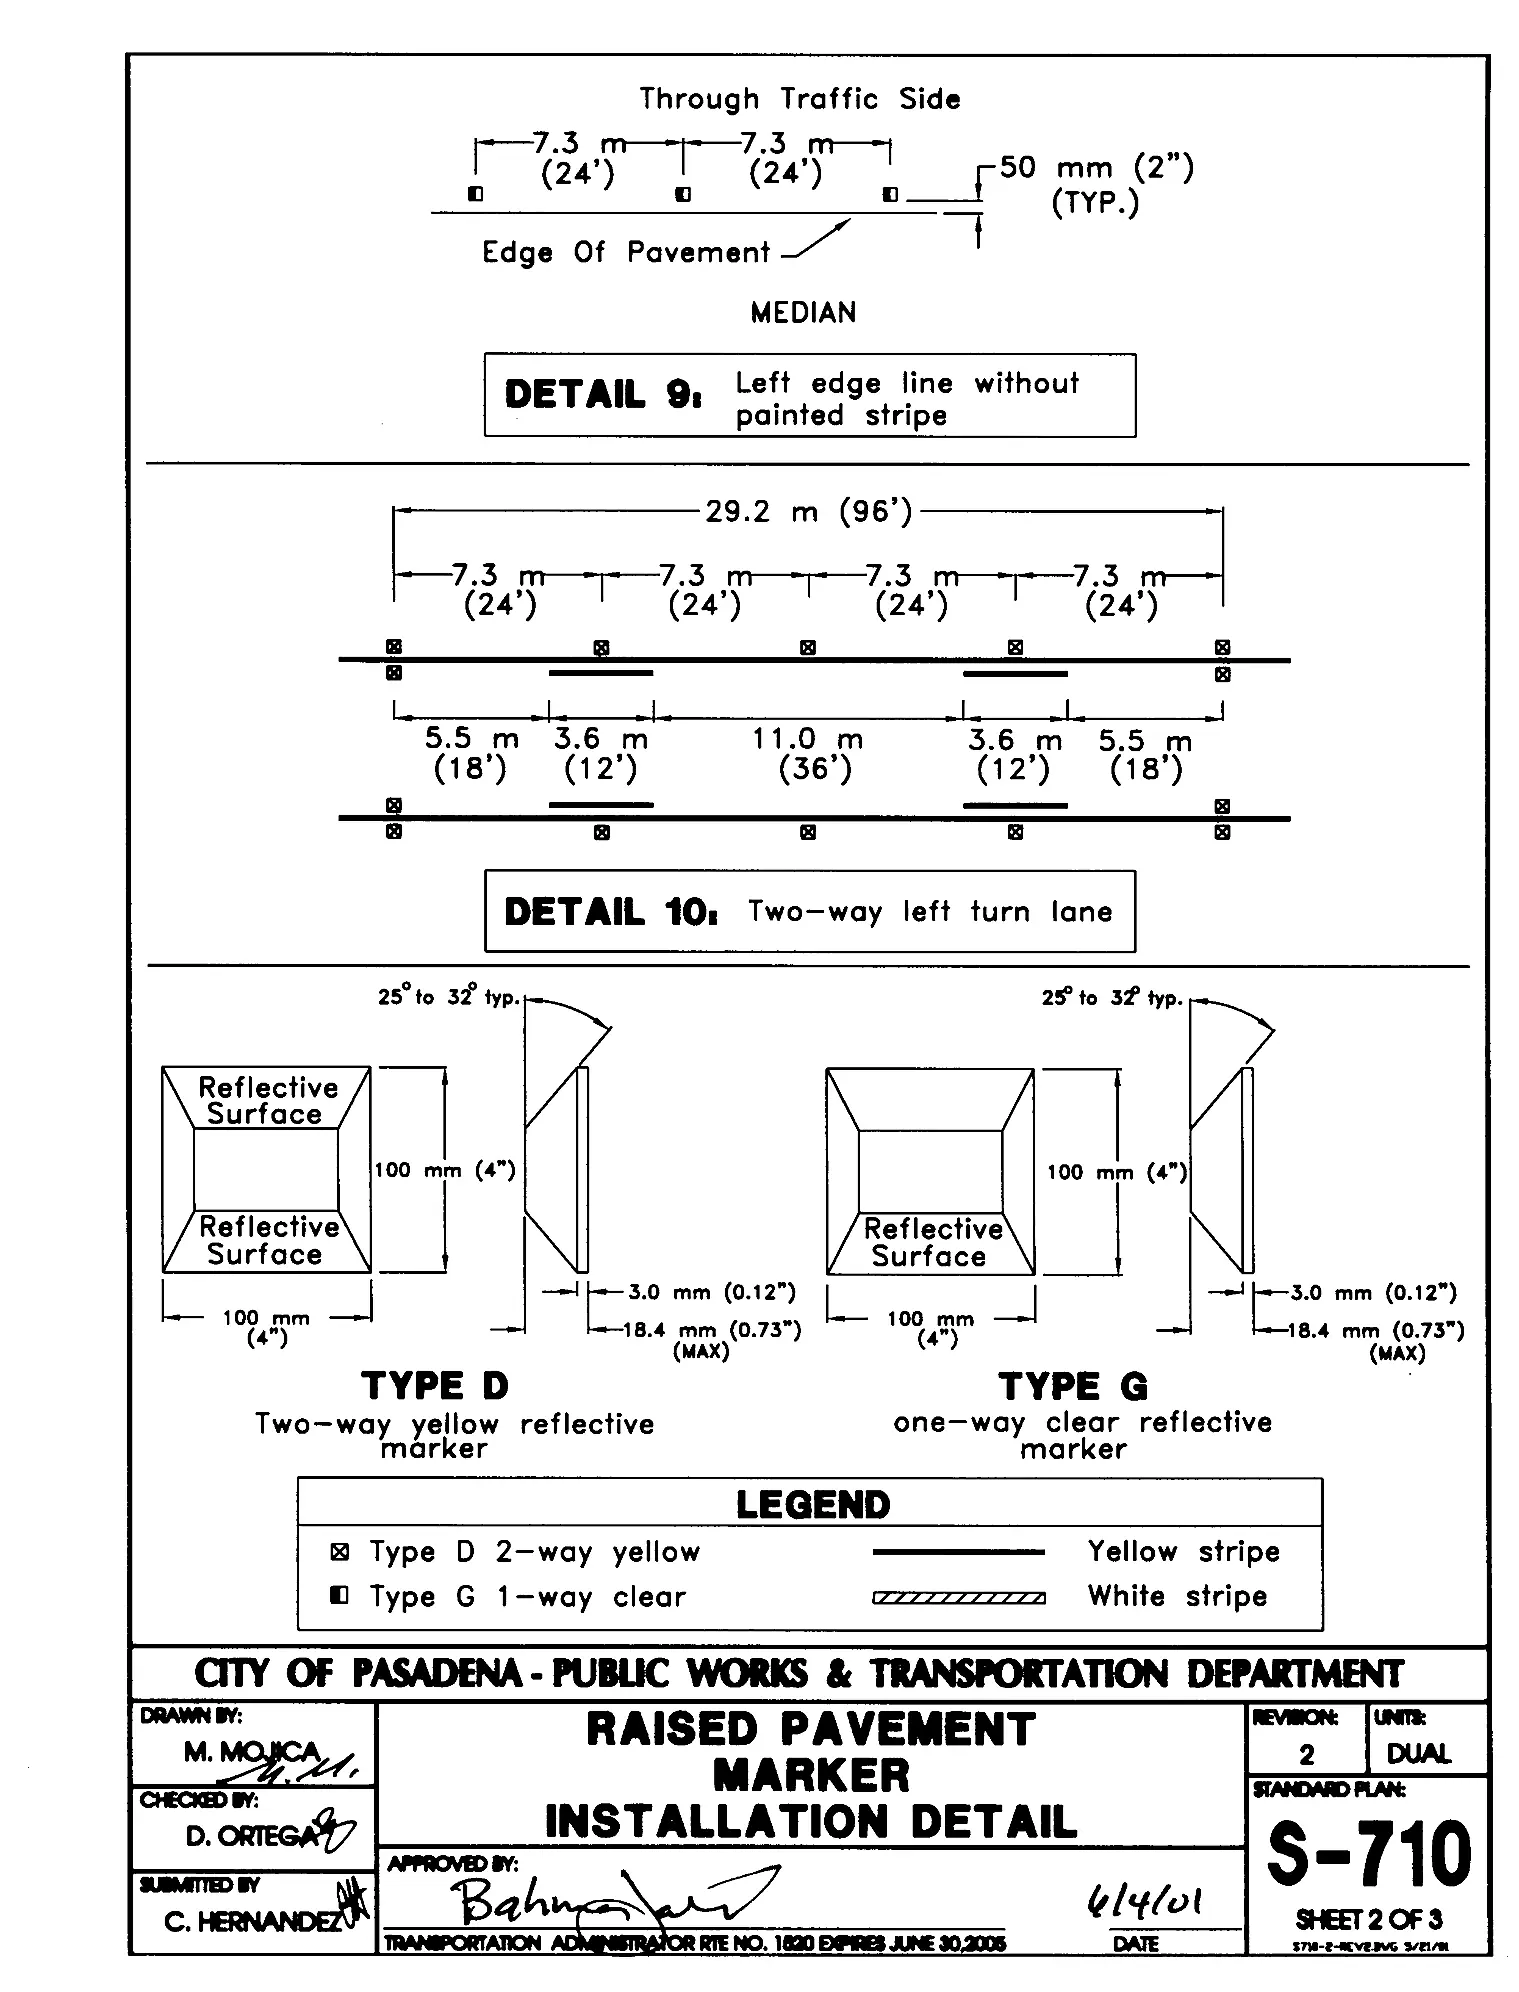 Through Traffic Side
7.3 m 7.3 m
(24') (24')
50 mm (2")
(TYP.)
Edge Of Pavement
MEDIAN
DETAIL 9: Left edge line without
painted stripe
29.2 m (96')
7.3 m 7.3 m 7.3 m 7.3 m
(24') (24') (24') (24')
5.5 m 3.6 m 11.0 m 3.6 m 5.5 m
(18') (12') (36') (12') (18')
DETAIL 10: Two-way left turn lane
25° to 32° typ. 25° to 32° typ.
Reflective
Surface
100 mm (4") 100 mm (4")
Reflective Reflective
Surface Surface
3.0 mm (0.12") 3.0 mm (0.12")
100 mm 100 mm
(4") (4")
18.4 mm (0.73") 18.4 mm (0.73")
(MAX) (MAX)
TYPE D TYPE G
Two-way yellow reflective one-way clear reflective
marker marker
LEGEND
Type D 2-way yellow Yellow stripe
Type G 1-way clear White stripe
CITY OF PASADENA - PUBLIC WORKS & TRANSPORTATION DEPARTMENT
DRAWN BY:
M. MOJICA
M.M.
CHECKED BY:
D. ORTEGA
SUBMITTED BY
C. HERNANDEZ
RAISED PAVEMENT
MARKER
INSTALLATION DETAIL
APPROVED BY:
6/4/01
TRANSPORTATION ADMINISTRATOR RTE NO. 1620 EXPIRES JUNE 30,2005
DATE
REVISION: UNITS:
2 DUAL
STANDARD PLAN:
S-710
SHEET 2 OF 3
S710-2-REV2.DWG 5/21/01